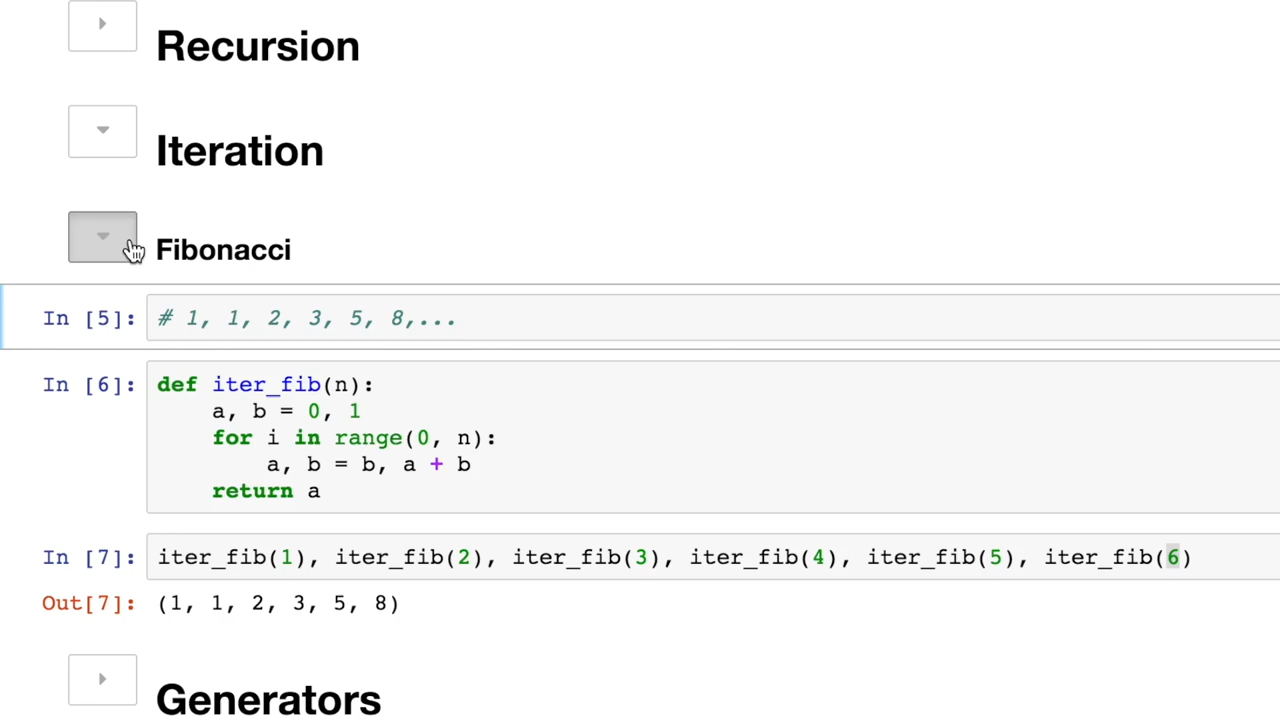 Recursion
Iteration
Fibonacci
In [5]: # 1, 1, 2, 3, 5, 8,...
In [6]: def iter_fib(n):
    a, b = 0, 1
    for i in range(0, n):
        a, b = b, a + b
    return a
In [7]: iter_fib(1), iter_fib(2), iter_fib(3), iter_fib(4), iter_fib(5), iter_fib(6)
Out[7]: (1, 1, 2, 3, 5, 8)
Generators